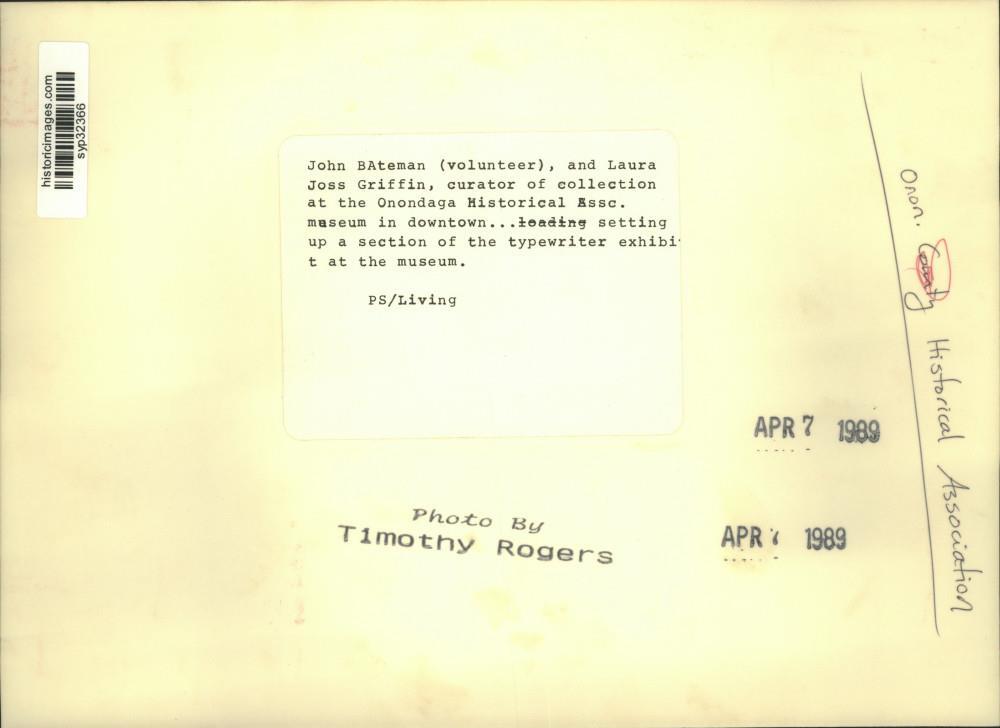 historicimages.com
syp32366
John BAteman (volunteer), and Laura
Joss Griffin, curator of collection
at the Onondaga Historical Assc.
museum in downtown...leading setting
up a section of the typewriter exhibi
t at the museum.
PS/Living
APR 7 1989
Photo By
Timothy Rogers
APR 7 1989
Onon. County Historical Association